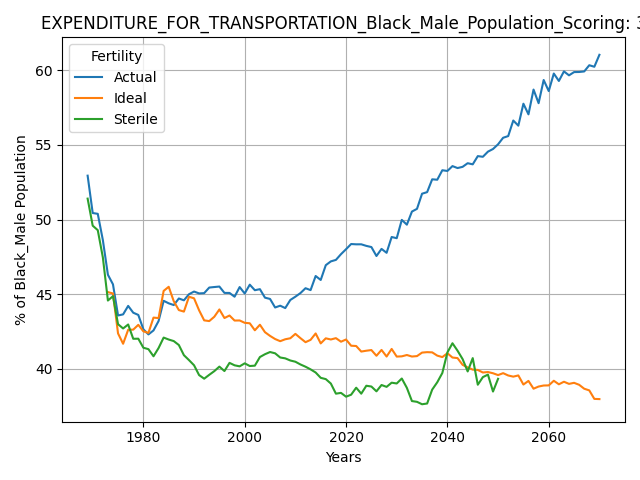 EXPENDITURE_FOR_TRANSPORTATION_Black_Male_Population_Scoring: 3
Fertility
Actual
Ideal
Sterile
60
55
50
45
40
% of Black_Male Population
1980
2000
2020
2040
2060
Years